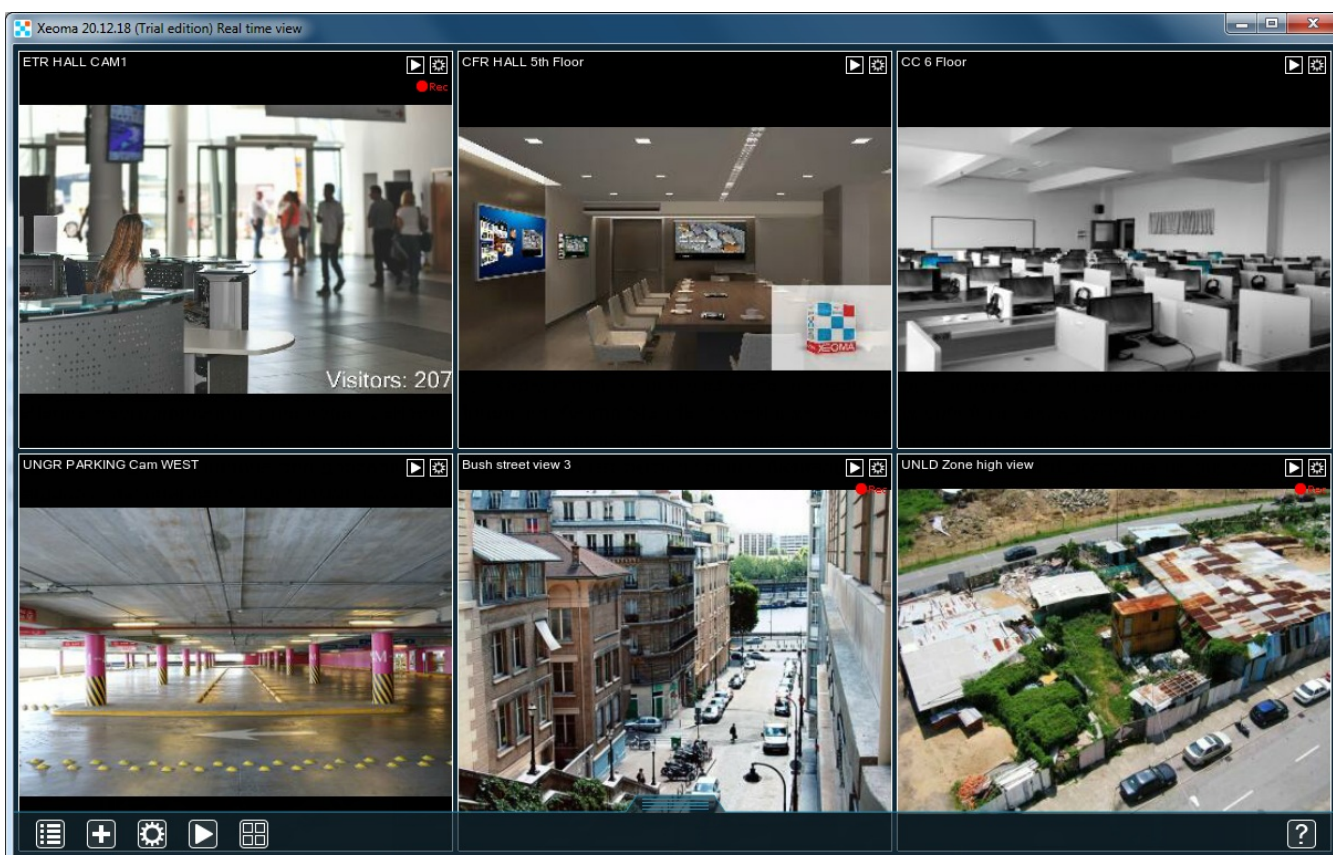 Xeoma 20.12.18 (Trial edition) Real time view
ETR HALL CAM1
Rec
Visitors: 207
CFR HALL 5th Floor
XEOMA
CC 6 Floor
UNGR PARKING Cam WEST
M
Bush street view 3
Rec
UNLD Zone high view
Rec
?